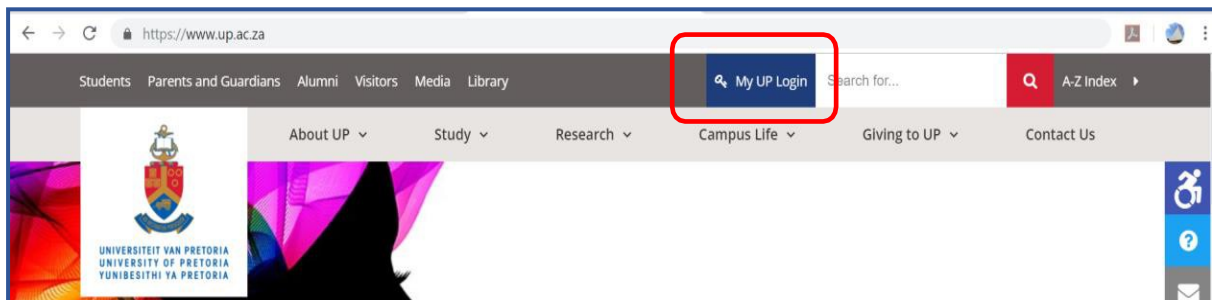 https://www.up.ac.za
Students Parents and Guardians Alumni Visitors Media Library My UP Login Search for... A-Z Index
About UP Study Research Campus Life Giving to UP Contact Us
UNIVERSITEIT VAN PRETORIA
UNIVERSITY OF PRETORIA
YUNIBESITHI YA PRETORIA